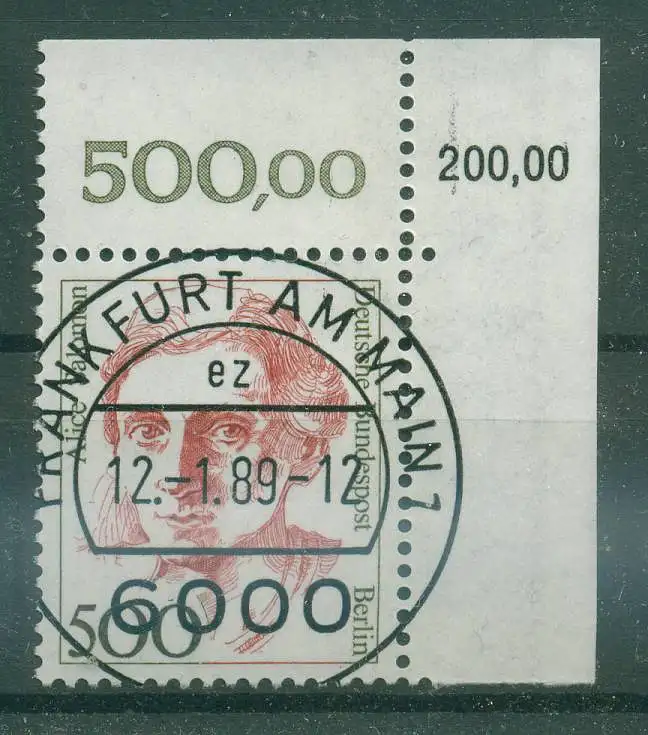 500,00
200,00
FRANKFURT AM MAIN 1
ez
12.-1.89-12
6000
Alice Salomon
Deutsche Bundespost Berlin
500